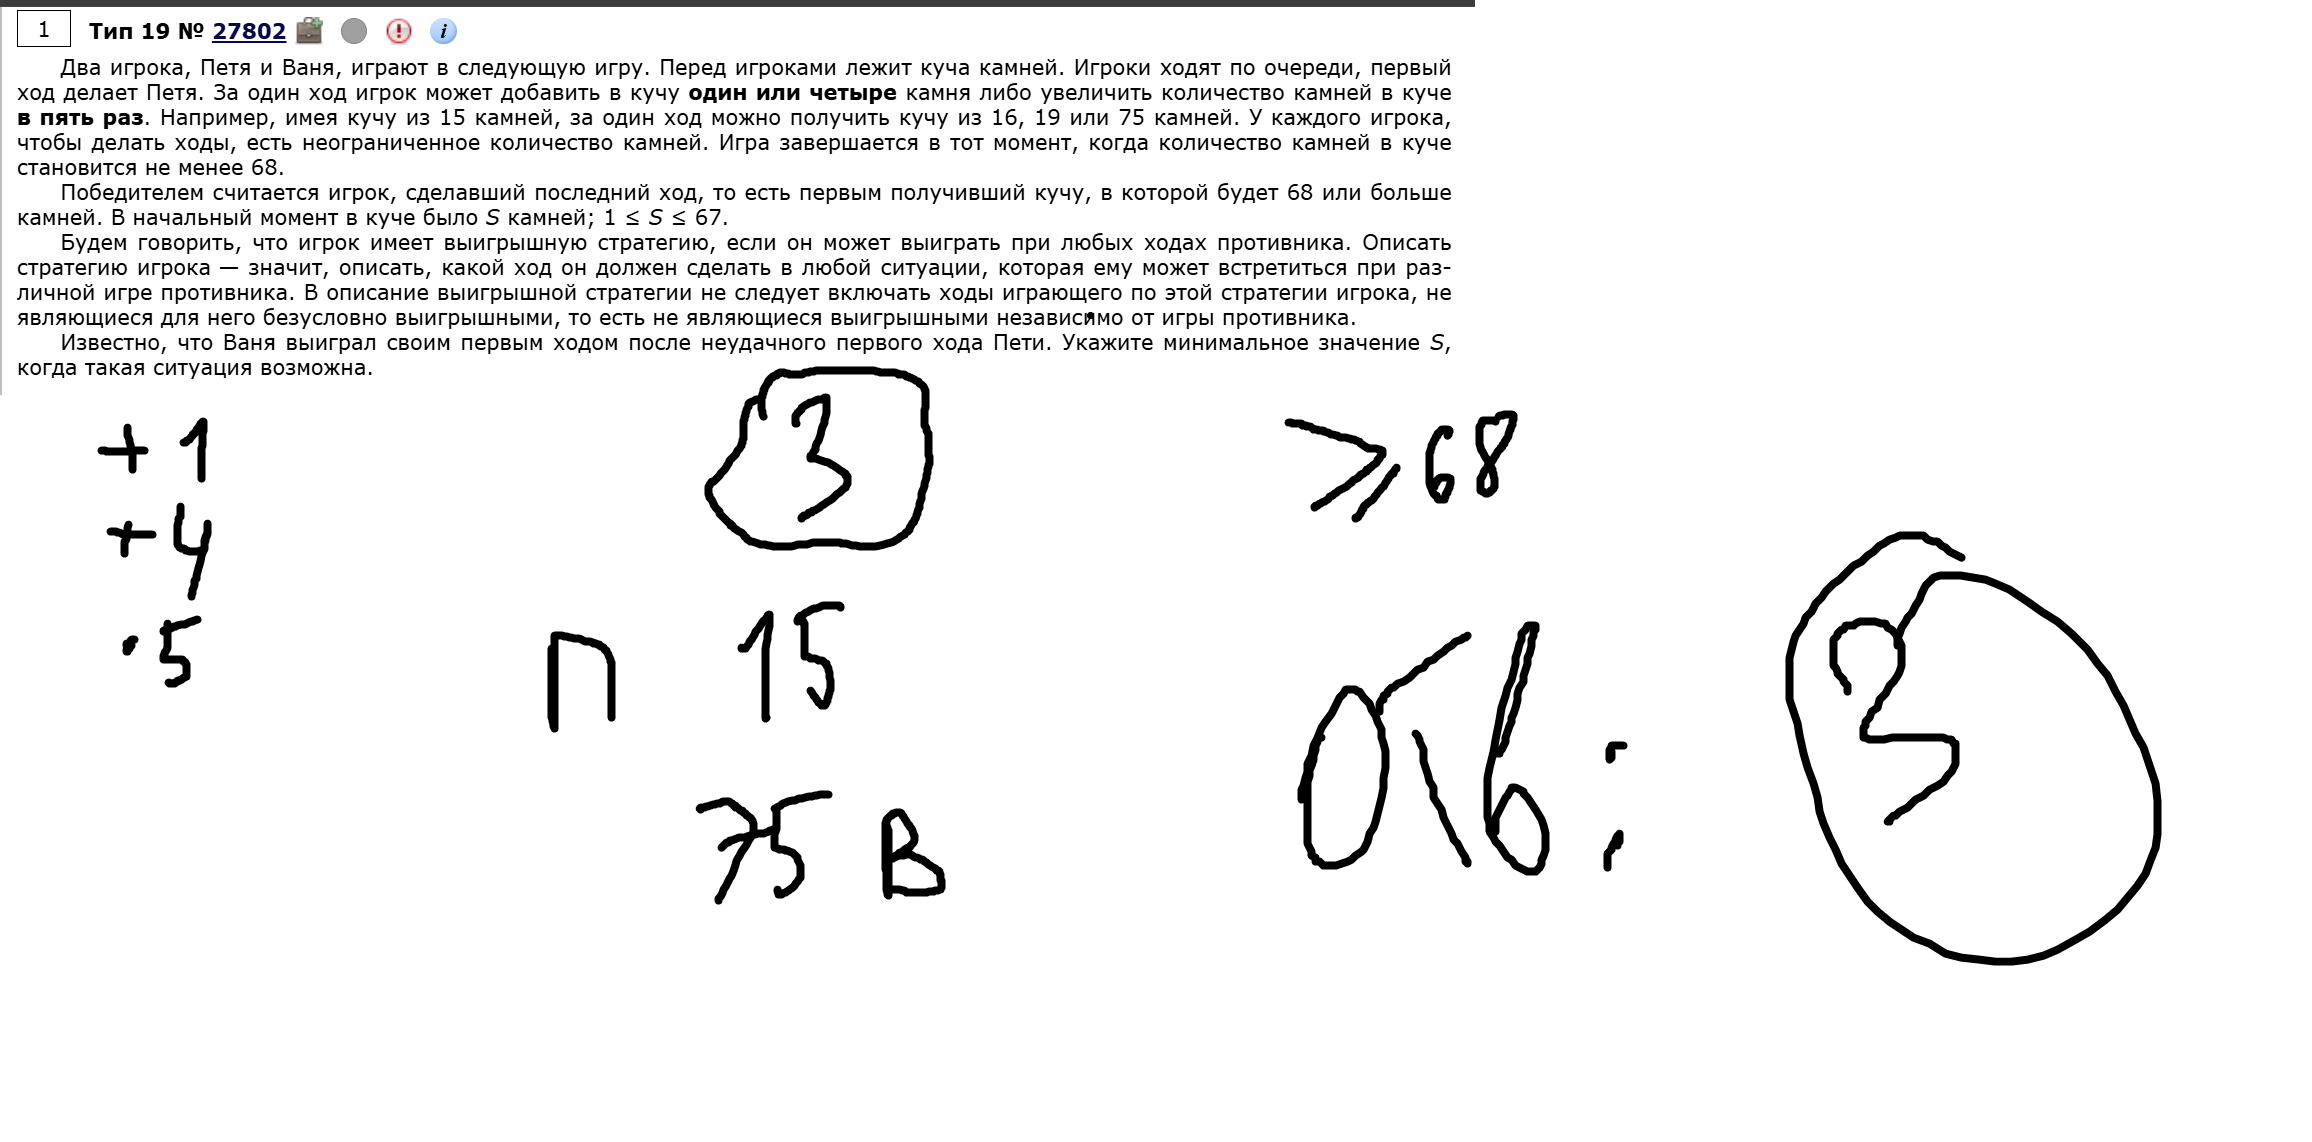 1 Тип 19 № 27802
Два игрока, Петя и Ваня, играют в следующую игру. Перед игроками лежит куча камней. Игроки ходят по очереди, первый
ход делает Петя. За один ход игрок может добавить в кучу один или четыре камня либо увеличить количество камней в куче
в пять раз. Например, имея кучу из 15 камней, за один ход можно получить кучу из 16, 19 или 75 камней. У каждого игрока,
чтобы делать ходы, есть неограниченное количество камней. Игра завершается в тот момент, когда количество камней в куче
становится не менее 68.
Победителем считается игрок, сделавший последний ход, то есть первым получивший кучу, в которой будет 68 или больше
камней. В начальный момент в куче было S камней; 1 ≤ S ≤ 67.
Будем говорить, что игрок имеет выигрышную стратегию, если он может выиграть при любых ходах противника. Описать
стратегию игрока — значит, описать, какой ход он должен сделать в любой ситуации, которая ему может встретиться при раз-
личной игре противника. В описание выигрышной стратегии не следует включать ходы играющего по этой стратегии игрока, не
являющиеся для него безусловно выигрышными, то есть не являющиеся выигрышными независимо от игры противника.
Известно, что Ваня выиграл своим первым ходом после неудачного первого хода Пети. Укажите минимальное значение S,
когда такая ситуация возможна.
+ 1
3
⩾ 68
+ 4
· 5
П 15
75 В
:
3